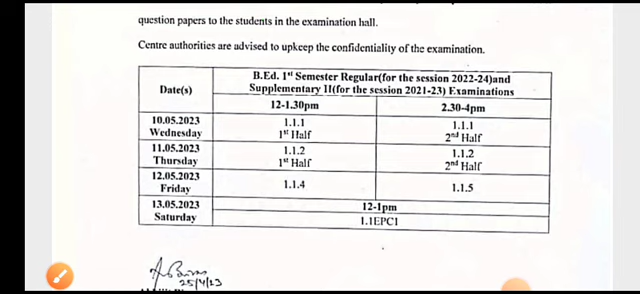 question papers to the students in the examination hall.
Centre authorities are advised to upkeep the confidentiality of the examination.
Date(s)
B.Ed. 1st Semester Regular(for the session 2022-24)and
Supplementary II(for the session 2021-23) Examinations
12-1.30pm
2.30-4pm
10.05.2023
Wednesday
1.1.1
1st Half
1.1.1
2nd Half
11.05.2023
Thursday
1.1.2
1st Half
1.1.2
2nd Half
12.05.2023
Friday
1.1.4
1.1.5
13.05.2023
Saturday
12-1pm
1.1EPC1
25/4/23